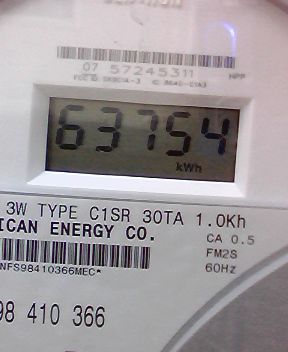 07 57245311 HPP
63754
kWh
3W TYPE C1SR 30TA 1.0Kh
ICAN ENERGY CO. CA 0.5
FM2S
NFS98410366MEC* 60Hz
98 410 366